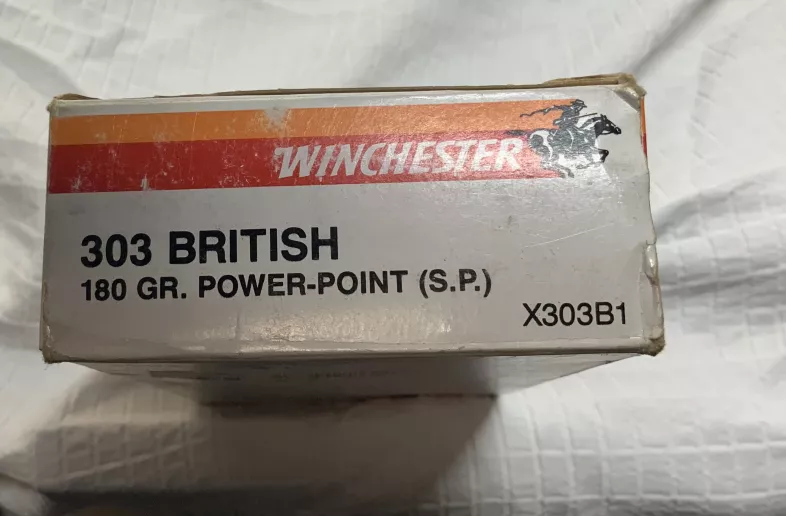 WINCHESTER
303 BRITISH
180 GR. POWER-POINT (S.P.)
X303B1